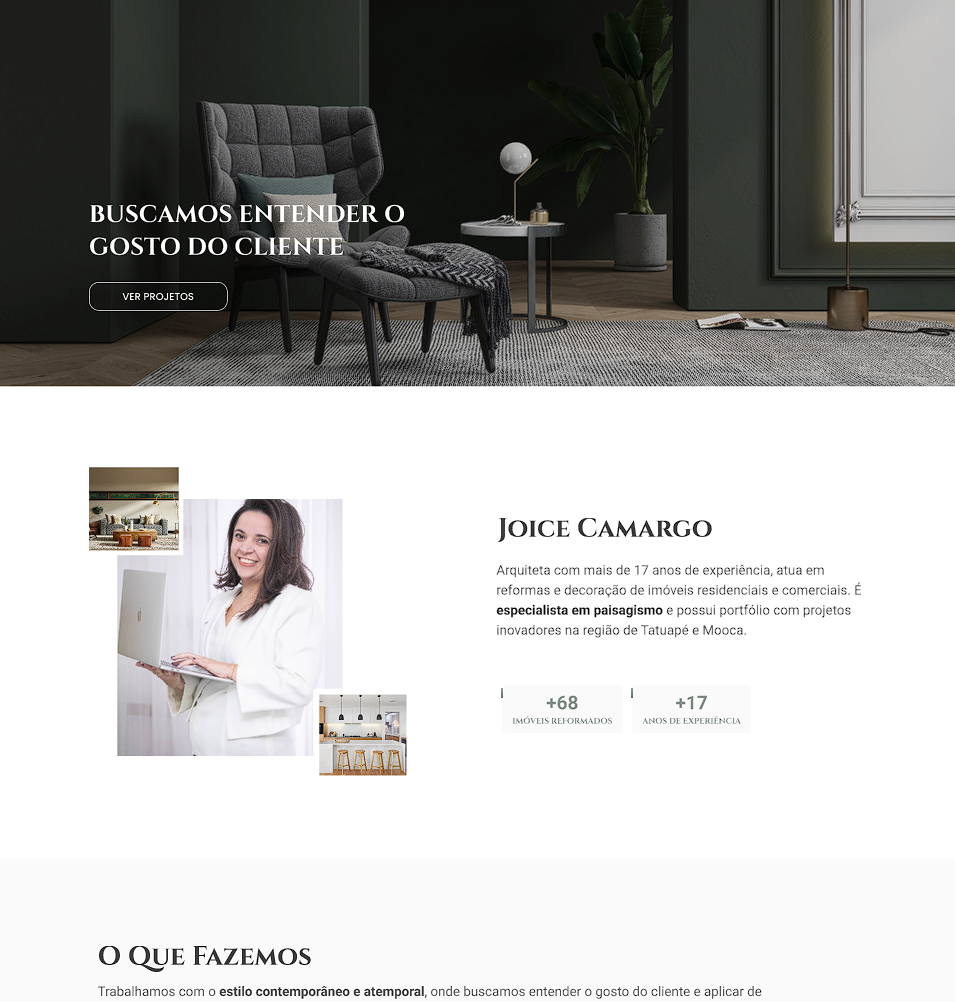 BUSCAMOS ENTENDER O
GOSTO DO CLIENTE
VER PROJETOS
Joice Camargo
Arquiteta com mais de 17 anos de experiência, atua em
reformas e decoração de imóveis residenciais e comerciais. É
especialista em paisagismo e possui portfólio com projetos
inovadores na região de Tatuapé e Mooca.
+68
IMÓVEIS REFORMADOS
+17
ANOS DE EXPERIÊNCIA
O Que Fazemos
Trabalhamos com o estilo contemporâneo e atemporal, onde buscamos entender o gosto do cliente e aplicar de